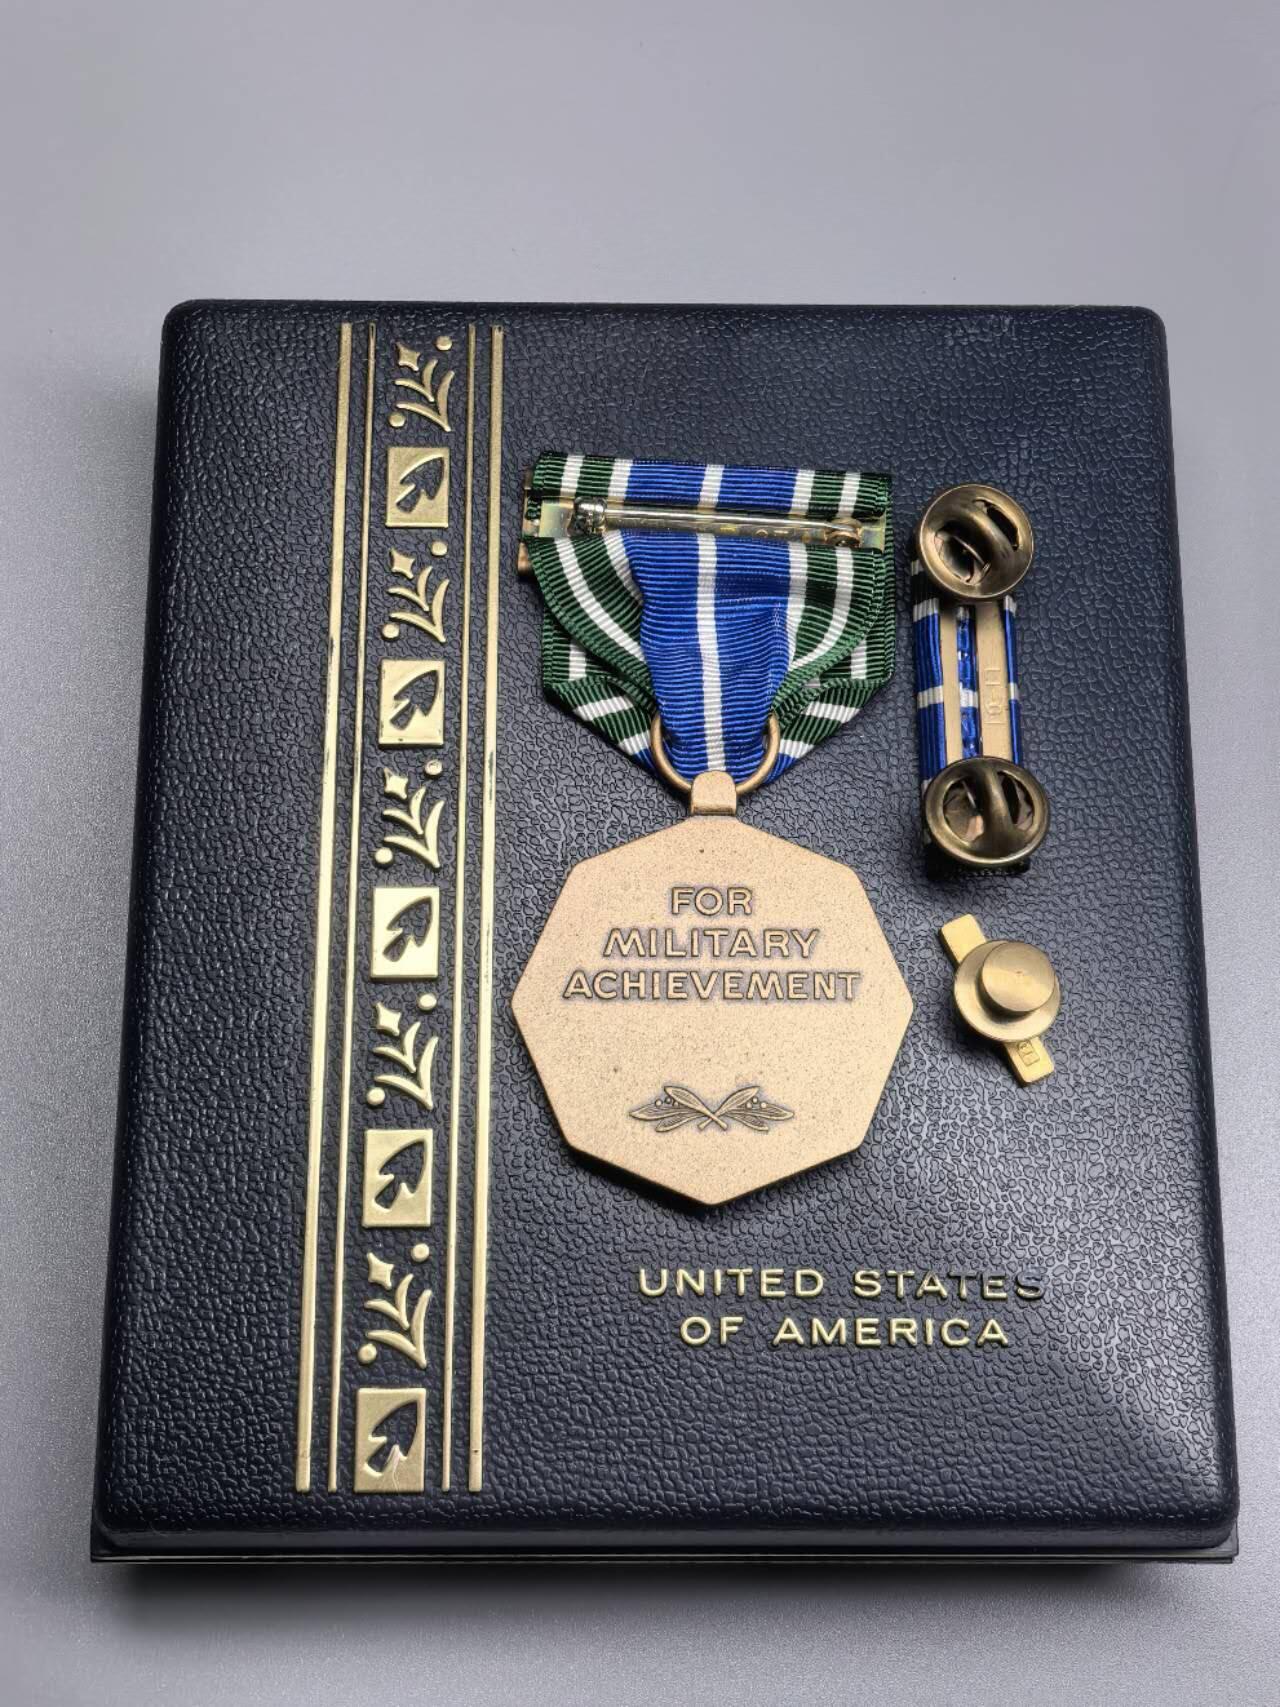 FOR
MILITARY
ACHIEVEMENT
UNITED STATES
OF AMERICA